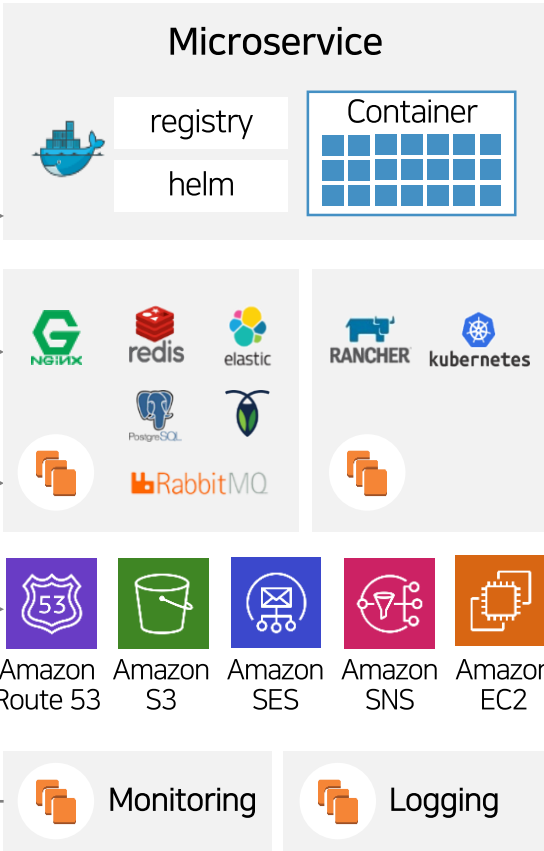 Microservice
registry
Container
helm
NGiNX
redis
elastic
RANCHER
kubernetes
PostgreSQL
RabbitMQ
53
Amazon
Route 53
Amazon
S3
Amazon
SES
Amazon
SNS
Amazon
EC2
Monitoring
Logging